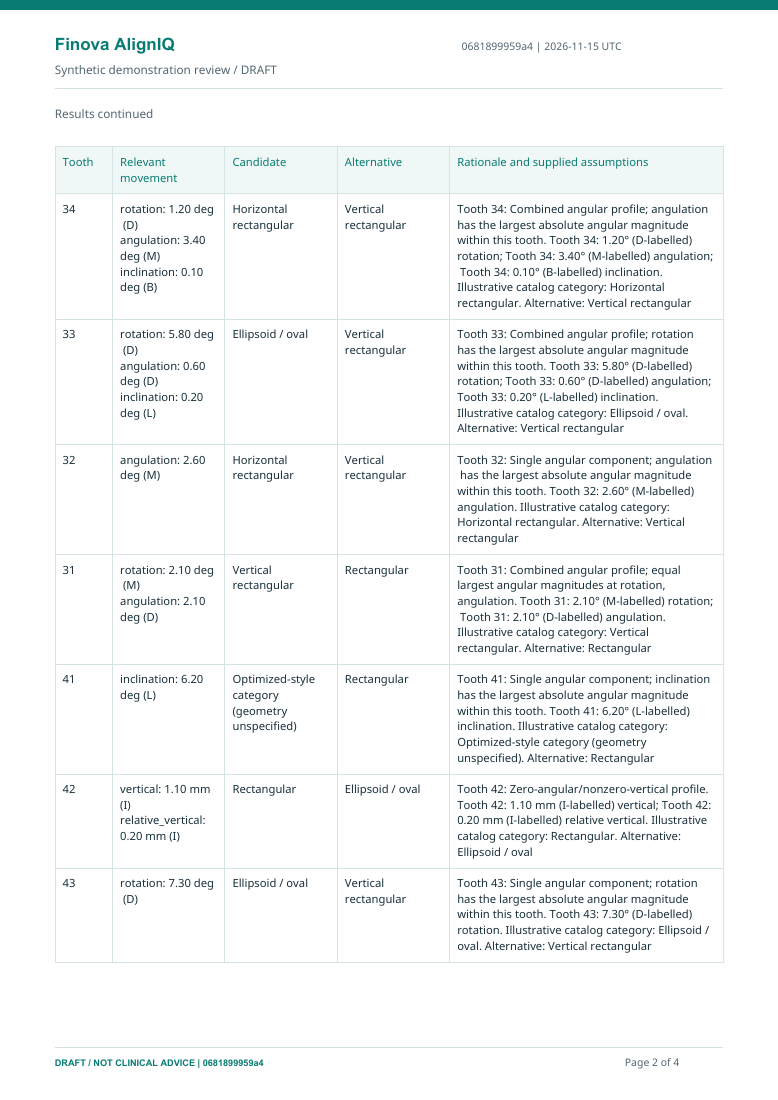 Finova AlignIQ
0681899959a4 | 2026-11-15 UTC
Synthetic demonstration review / DRAFT
Results continued
Tooth
Relevant
movement
Candidate
Alternative
Rationale and supplied assumptions
34
rotation: 1.20 deg
(D)
angulation: 3.40
deg (M)
inclination: 0.10
deg (B)
Horizontal
rectangular
Vertical
rectangular
Tooth 34: Combined angular profile; angulation
has the largest absolute angular magnitude
within this tooth. Tooth 34: 1.20° (D-labelled)
rotation; Tooth 34: 3.40° (M-labelled) angulation;
Tooth 34: 0.10° (B-labelled) inclination.
Illustrative catalog category: Horizontal
rectangular. Alternative: Vertical rectangular
33
rotation: 5.80 deg
(D)
angulation: 0.60
deg (D)
inclination: 0.20
deg (L)
Ellipsoid / oval
Vertical
rectangular
Tooth 33: Combined angular profile; rotation
has the largest absolute angular magnitude
within this tooth. Tooth 33: 5.80° (D-labelled)
rotation; Tooth 33: 0.60° (D-labelled) angulation;
Tooth 33: 0.20° (L-labelled) inclination.
Illustrative catalog category: Ellipsoid / oval.
Alternative: Vertical rectangular
32
angulation: 2.60
deg (M)
Horizontal
rectangular
Vertical
rectangular
Tooth 32: Single angular component; angulation
has the largest absolute angular magnitude
within this tooth. Tooth 32: 2.60° (M-labelled)
angulation. Illustrative catalog category:
Horizontal rectangular. Alternative: Vertical
rectangular
31
rotation: 2.10 deg
(M)
angulation: 2.10
deg (D)
Vertical
rectangular
Rectangular
Tooth 31: Combined angular profile; equal
largest angular magnitudes at rotation,
angulation. Tooth 31: 2.10° (M-labelled) rotation;
Tooth 31: 2.10° (D-labelled) angulation.
Illustrative catalog category: Vertical
rectangular. Alternative: Rectangular
41
inclination: 6.20
deg (L)
Optimized-style
category
(geometry
unspecified)
Rectangular
Tooth 41: Single angular component; inclination
has the largest absolute angular magnitude
within this tooth. Tooth 41: 6.20° (L-labelled)
inclination. Illustrative catalog category:
Optimized-style category (geometry
unspecified). Alternative: Rectangular
42
vertical: 1.10 mm
(I)
relative_vertical:
0.20 mm (I)
Rectangular
Ellipsoid / oval
Tooth 42: Zero-angular/nonzero-vertical profile.
Tooth 42: 1.10 mm (I-labelled) vertical; Tooth 42:
0.20 mm (I-labelled) relative vertical. Illustrative
catalog category: Rectangular. Alternative:
Ellipsoid / oval
43
rotation: 7.30 deg
(D)
Ellipsoid / oval
Vertical
rectangular
Tooth 43: Single angular component; rotation
has the largest absolute angular magnitude
within this tooth. Tooth 43: 7.30° (D-labelled)
rotation. Illustrative catalog category: Ellipsoid /
oval. Alternative: Vertical rectangular
DRAFT / NOT CLINICAL ADVICE | 0681899959a4
Page 2 of 4